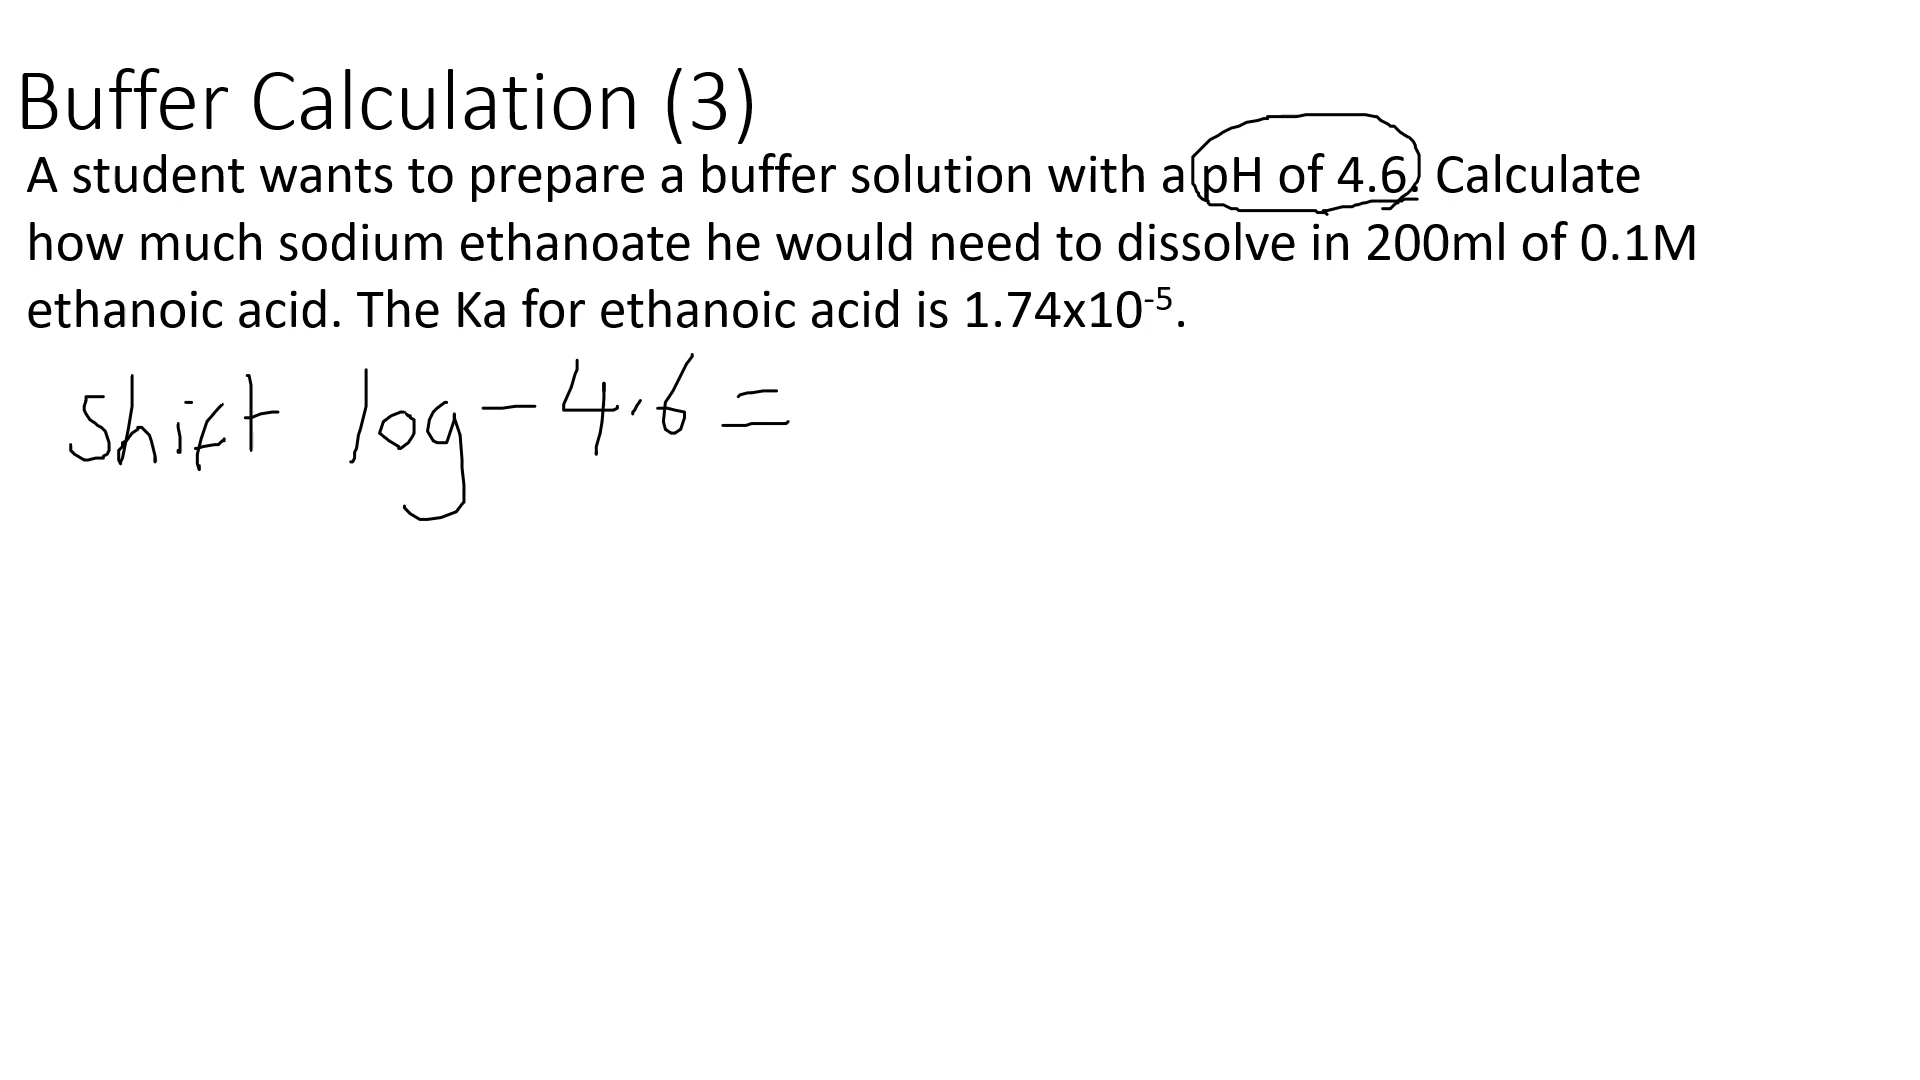 Buffer Calculation (3)
A student wants to prepare a buffer solution with a pH of 4.6. Calculate
how much sodium ethanoate he would need to dissolve in 200ml of 0.1M
ethanoic acid. The Ka for ethanoic acid is 1.74x10⁻⁵.
Shift log - 4.6 =